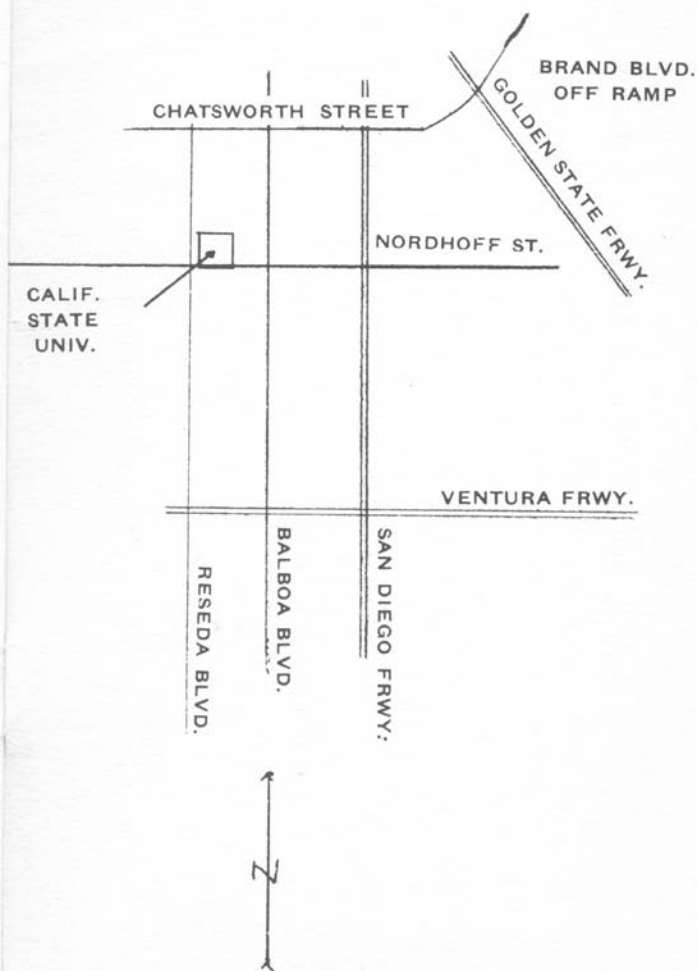 BRAND BLVD.
OFF RAMP
CHATSWORTH STREET
GOLDEN STATE FRWY.
NORDHOFF ST.
CALIF.
STATE
UNIV.
VENTURA FRWY.
RESEDA BLVD.
BALBOA BLVD.
SAN DIEGO FRWY.
N